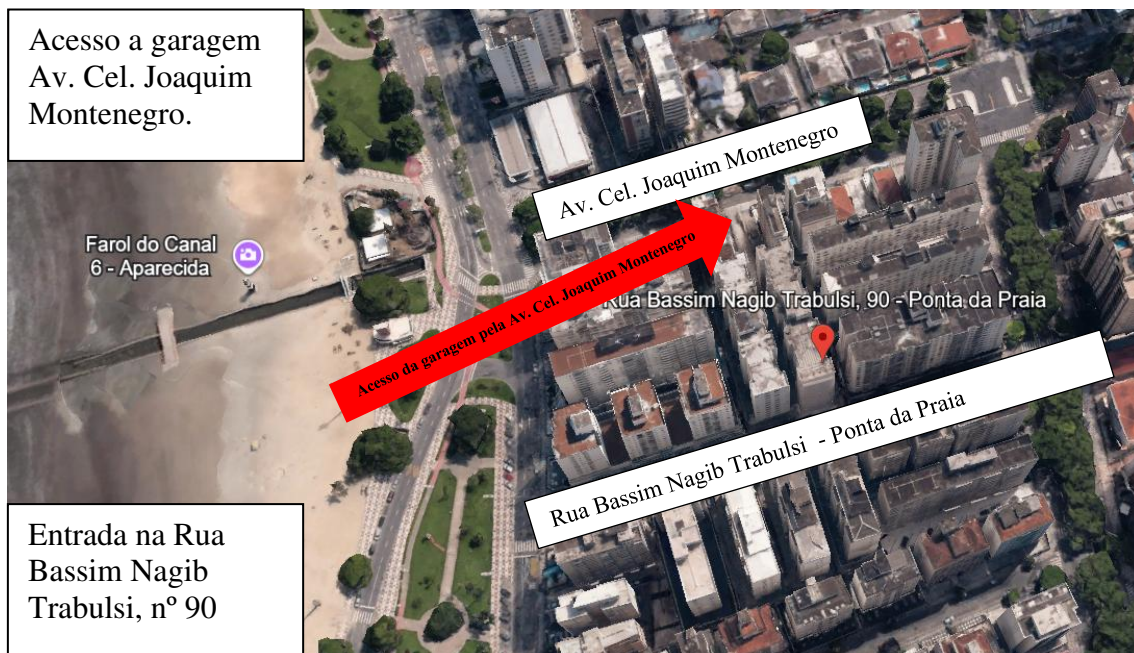 Acesso a garagem
Av. Cel. Joaquim
Montenegro.
Av. Cel. Joaquim Montenegro
Farol do Canal
6 - Aparecida
Acesso da garagem pela Av. Cel. Joaquim Montenegro
Rua Bassim Nagib Trabulsi, 90 - Ponta da Praia
Rua Bassim Nagib Trabulsi - Ponta da Praia
Entrada na Rua
Bassim Nagib
Trabulsi, nº 90